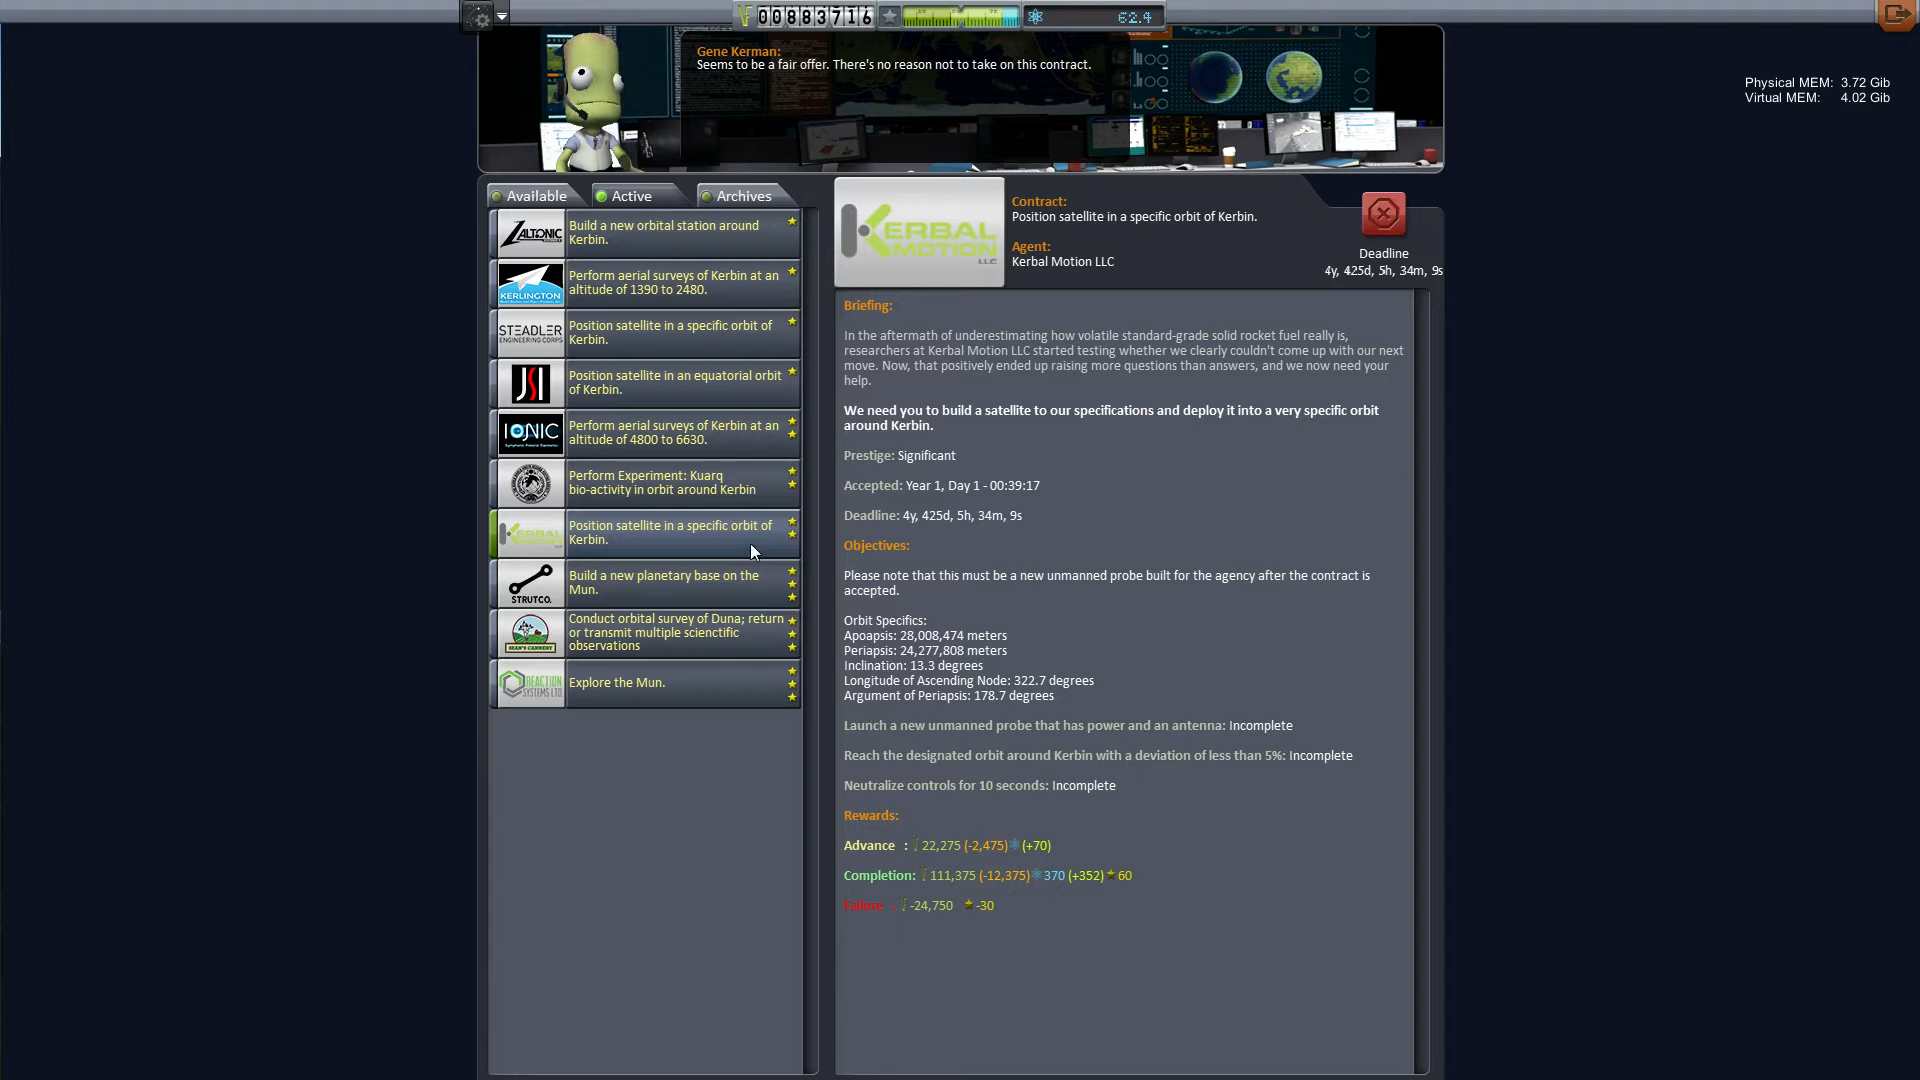 00883716
62.4
Gene Kerman:
Seems to be a fair offer. There's no reason not to take on this contract.
Physical MEM: 3.72 Gib
Virtual MEM: 4.02 Gib
Available
Active
Archives
ZALTONIC
Build a new orbital station around
Kerbin.
KERLINGTON
Perform aerial surveys of Kerbin at an
altitude of 1390 to 2480.
STEADLER
ENGINEERING CORPS
Position satellite in a specific orbit of
Kerbin.
JSI
Position satellite in an equatorial orbit
of Kerbin.
IONIC
Perform aerial surveys of Kerbin at an
altitude of 4800 to 6630.
Perform Experiment: Kuarq
bio-activity in orbit around Kerbin
KERBAL
MOTION
Position satellite in a specific orbit of
Kerbin.
STRUTCO.
Build a new planetary base on the
Mun.
SEAN'S CANNERY
Conduct orbital survey of Duna; return
or transmit multiple scienctific
observations
REACTION
SYSTEMS LTD
Explore the Mun.
KERBAL
MOTION
LLC
Contract:
Position satellite in a specific orbit of Kerbin.
Agent:
Kerbal Motion LLC
Deadline
4y, 425d, 5h, 34m, 9s
Briefing:
In the aftermath of underestimating how volatile standard-grade solid rocket fuel really is,
researchers at Kerbal Motion LLC started testing whether we clearly couldn't come up with our next
move. Now, that positively ended up raising more questions than answers, and we now need your
help.
We need you to build a satellite to our specifications and deploy it into a very specific orbit
around Kerbin.
Prestige: Significant
Accepted: Year 1, Day 1 - 00:39:17
Deadline: 4y, 425d, 5h, 34m, 9s
Objectives:
Please note that this must be a new unmanned probe built for the agency after the contract is
accepted.
Orbit Specifics:
Apoapsis: 28,008,474 meters
Periapsis: 24,277,808 meters
Inclination: 13.3 degrees
Longitude of Ascending Node: 322.7 degrees
Argument of Periapsis: 178.7 degrees
Launch a new unmanned probe that has power and an antenna: Incomplete
Reach the designated orbit around Kerbin with a deviation of less than 5%: Incomplete
Neutralize controls for 10 seconds: Incomplete
Rewards:
Advance : 22,275 (-2,475) (+70)
Completion: 111,375 (-12,375) 370 (+352) 60
Failure : -24,750 -30